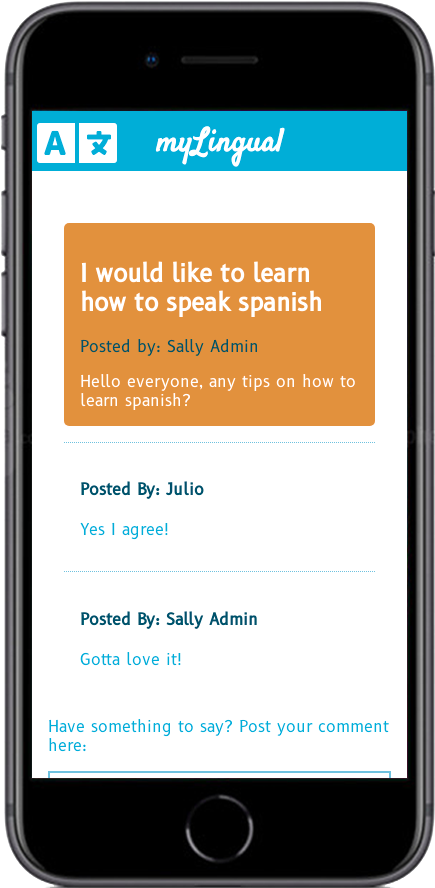 A 文
myLingual
I would like to learn
how to speak spanish
Posted by: Sally Admin
Hello everyone, any tips on how to
learn spanish?
Posted By: Julio
Yes I agree!
Posted By: Sally Admin
Gotta love it!
Have something to say? Post your comment
here: